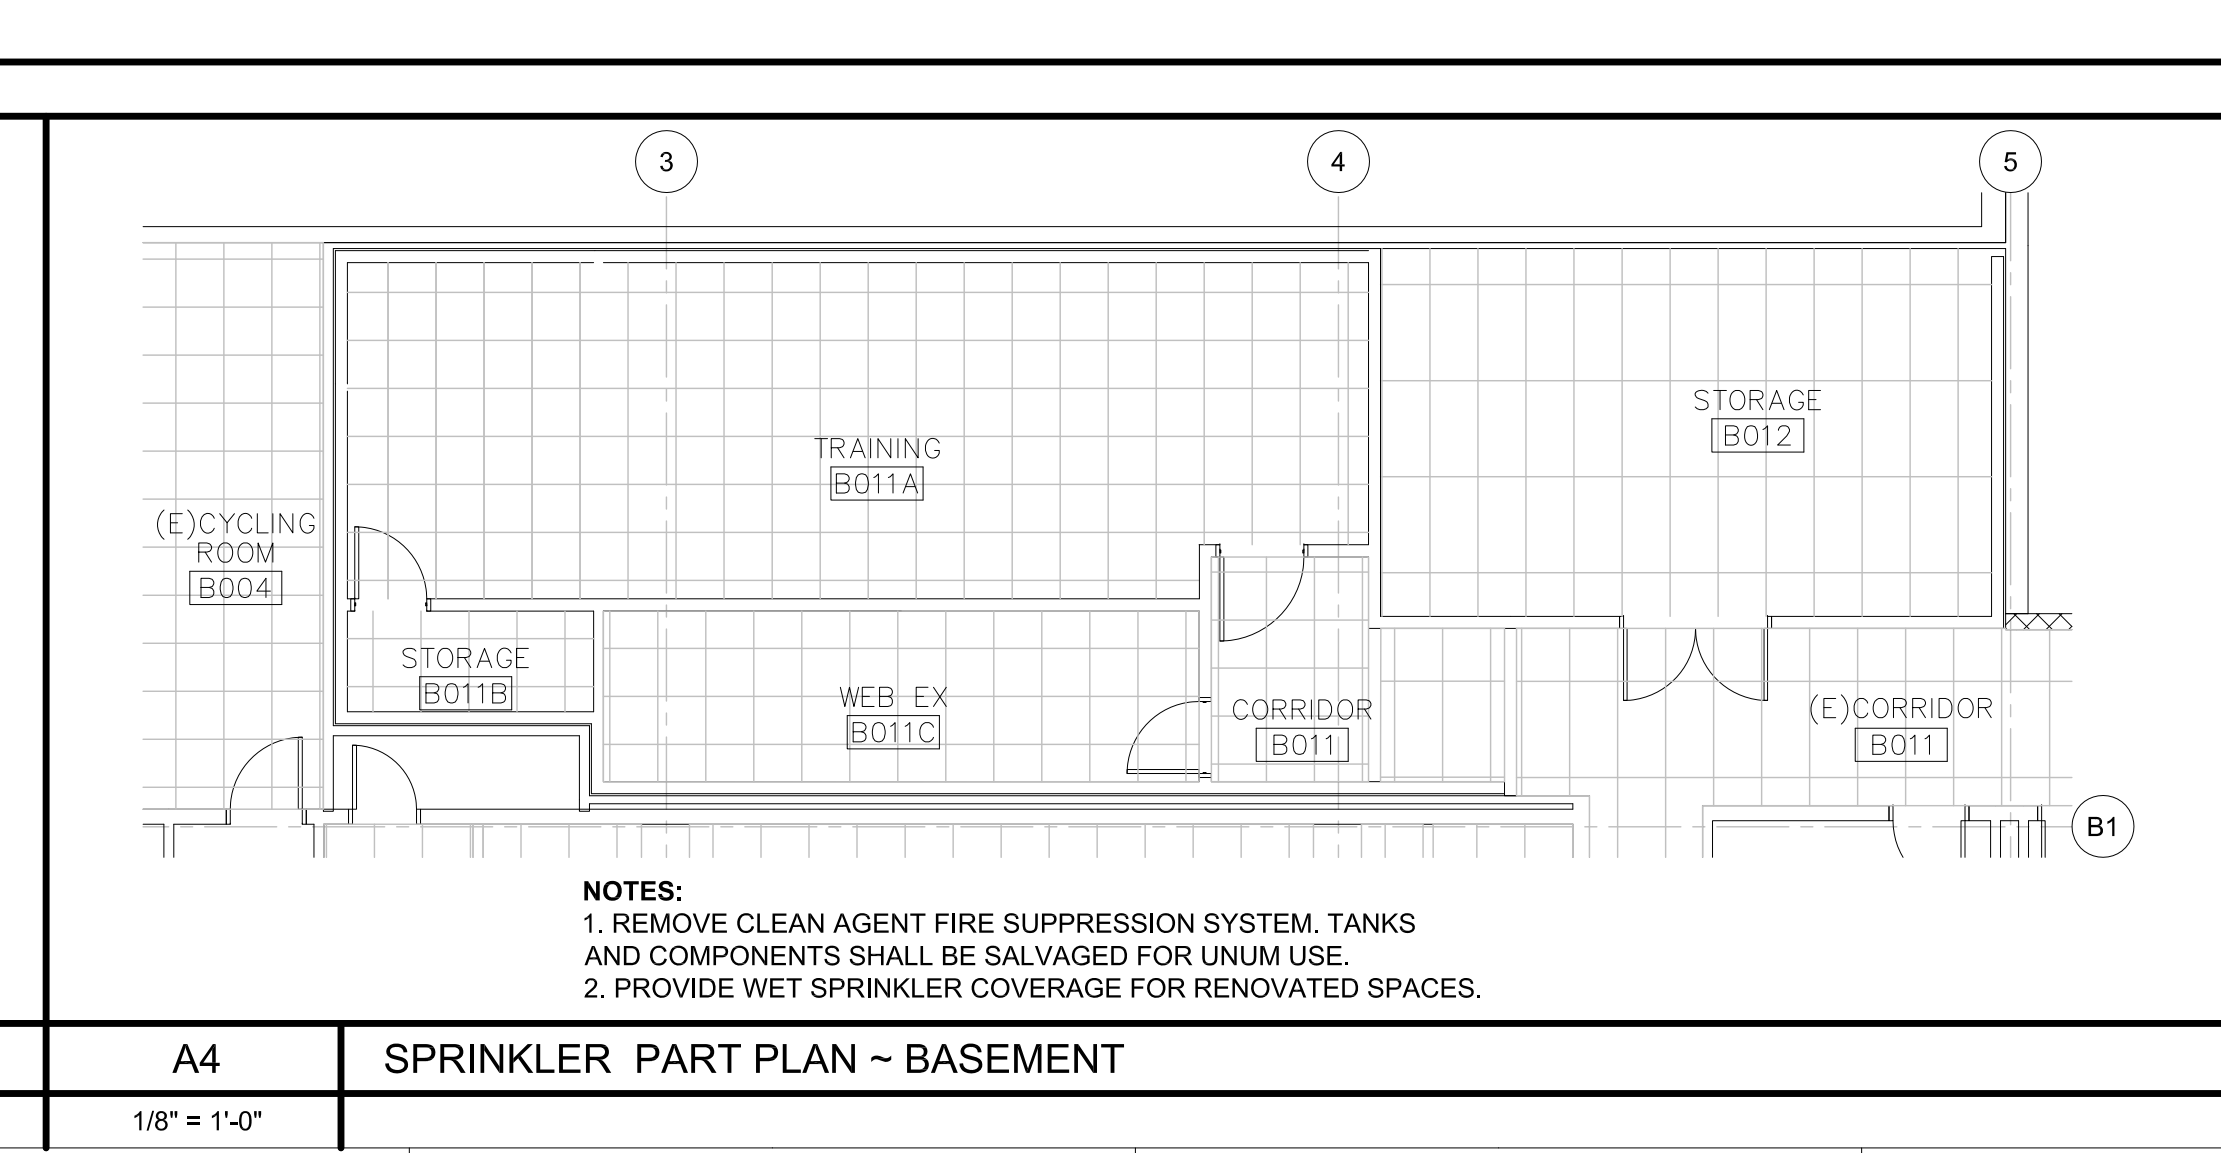 3
4
5
STORAGE
B012
TRAINING
B011A
(E)CYCLING
ROOM
B004
STORAGE
B011B
WEB EX
B011C
CORRIDOR
B011
(E)CORRIDOR
B011
B1
NOTES:
1. REMOVE CLEAN AGENT FIRE SUPPRESSION SYSTEM. TANKS
AND COMPONENTS SHALL BE SALVAGED FOR UNUM USE.
2. PROVIDE WET SPRINKLER COVERAGE FOR RENOVATED SPACES.
A4
SPRINKLER PART PLAN ~ BASEMENT
1/8" = 1'-0"